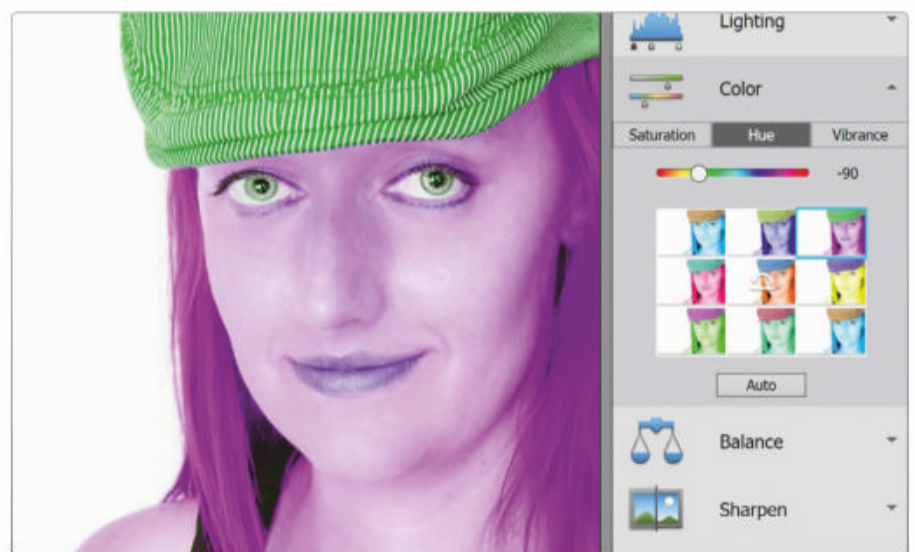 Lighting
Color
Saturation Hue Vibrance
-90
Auto
Balance
Sharpen